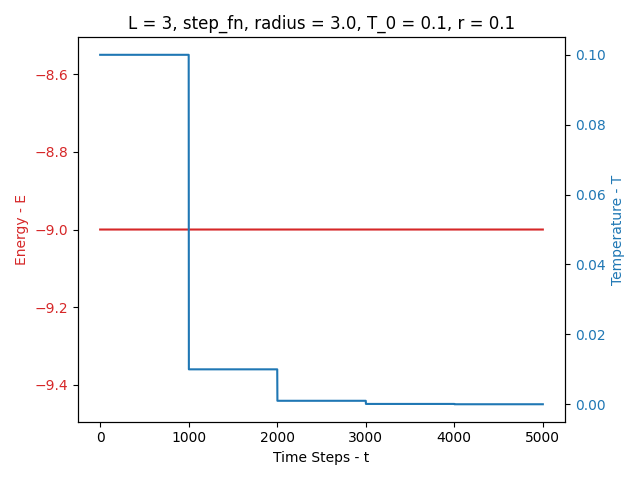 L = 3, step_fn, radius = 3.0, T_0 = 0.1, r = 0.1
Energy - E
−8.6
−8.8
−9.0
−9.2
−9.4
0.10
0.08
0.06
0.04
0.02
0.00
Temperature - T
0 1000 2000 3000 4000 5000
Time Steps - t